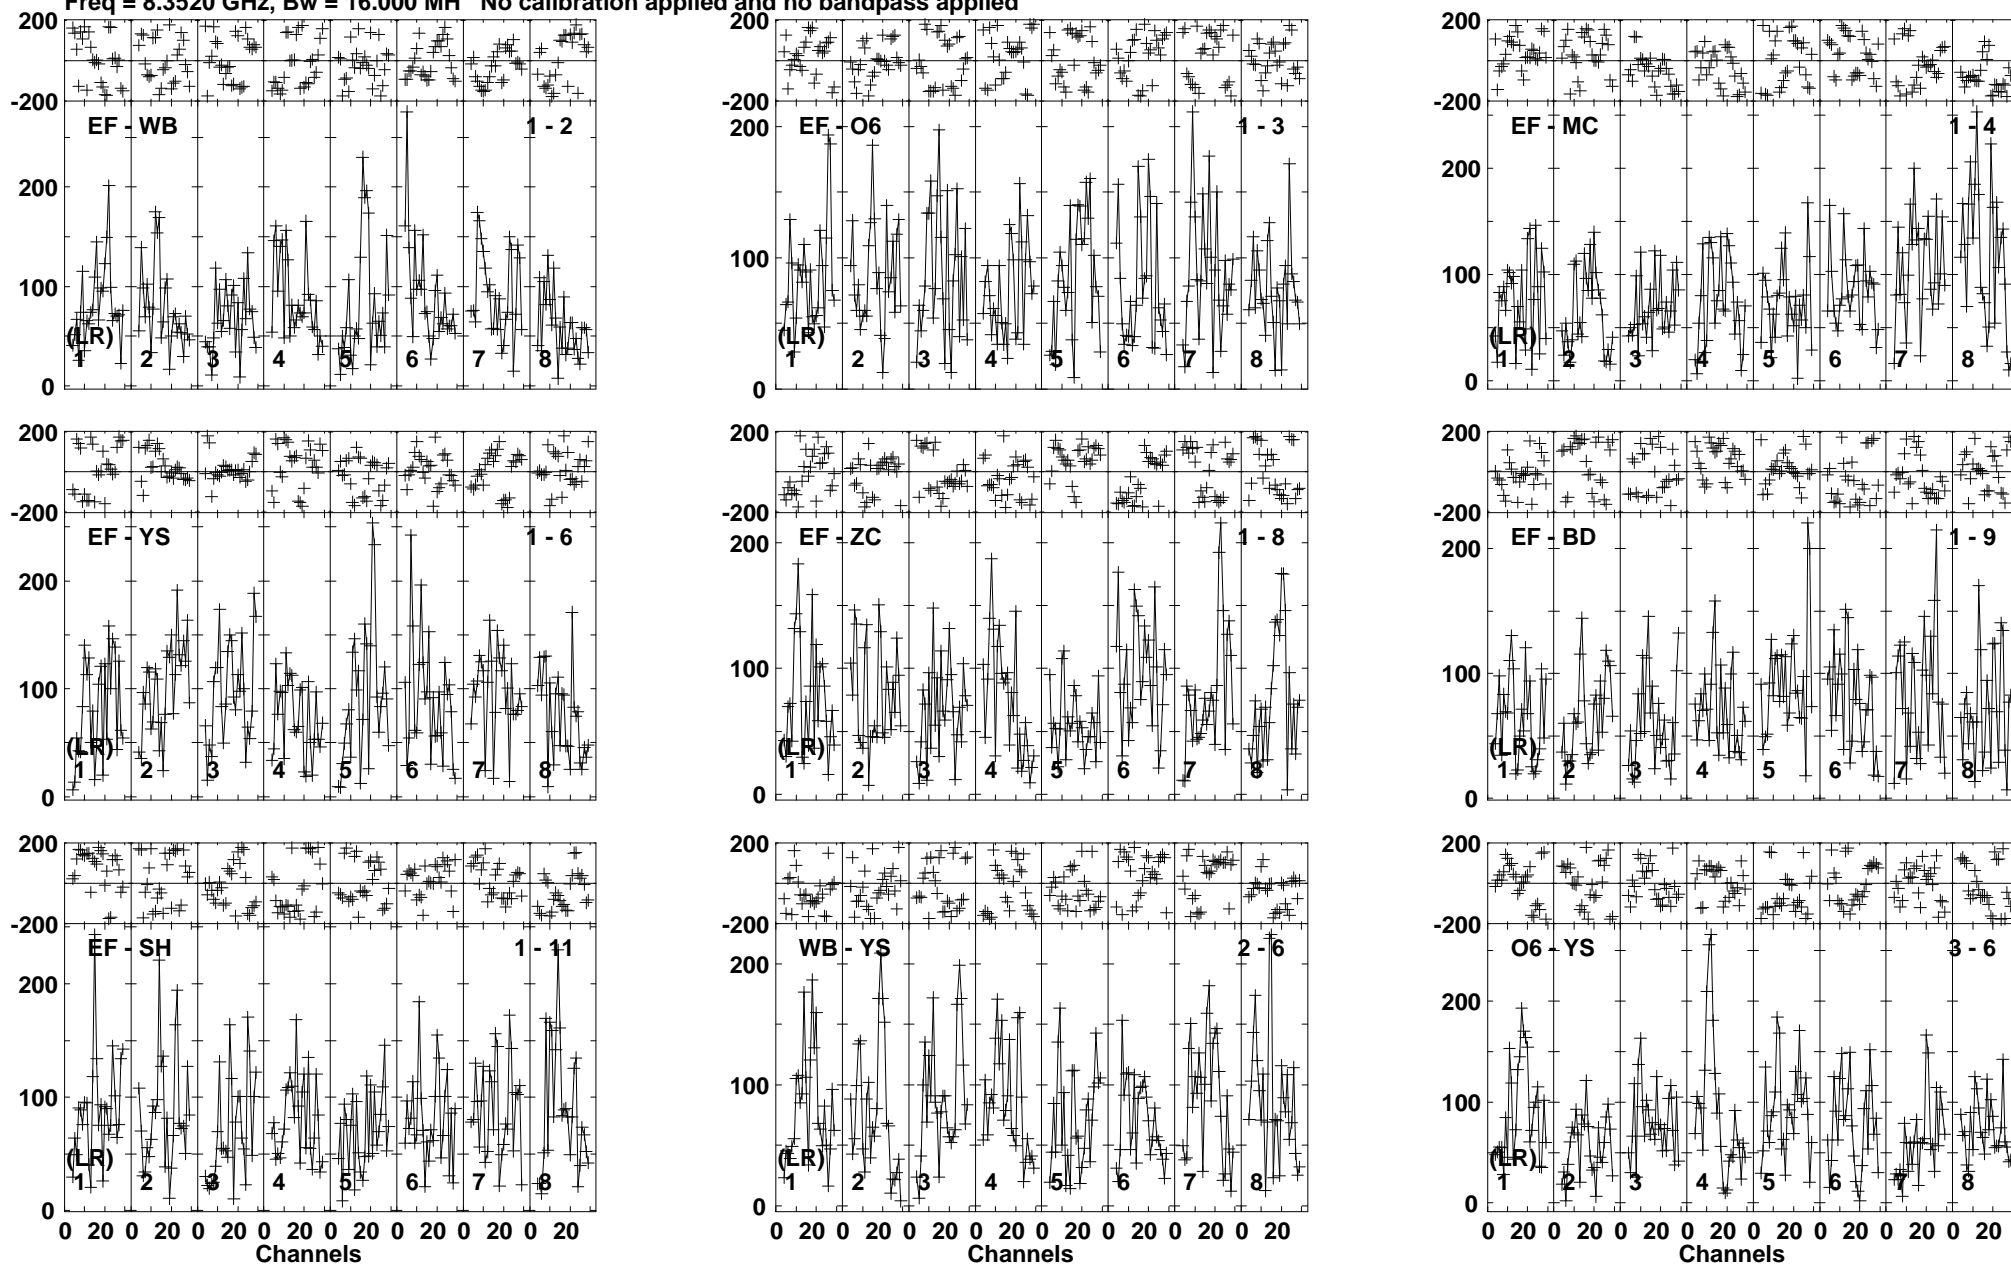 Freq = 8.3520 GHz, Bw = 16.000 MH   No calibration applied and no bandpass applied
200 200 200
-200 -200 -200
EF - WB 1 - 2 EF - O6 1 - 3 EF - MC 1 - 4
200 200 200
100 100 100
(LR) (LR) (LR)
1 2 3 4 5 6 7 8 1 2 3 4 5 6 7 8 1 2 3 4 5 6 7 8
0 0 0
200 200 200
-200 -200 -200
EF - YS 1 - 6 EF - ZC 1 - 8 EF - BD 1 - 9
200 200 200
100 100 100
(LR) (LR) (LR)
1 2 3 4 5 6 7 8 1 2 3 4 5 6 7 8 1 2 3 4 5 6 7 8
0 0 0
200 200 200
-200 -200 -200
EF - SH 1 - 11 WB - YS 2 - 6 O6 - YS 3 - 6
200 200 200
100 100 100
(LR) (LR) (LR)
1 2 3 4 5 6 7 8 1 2 3 4 5 6 7 8 1 2 3 4 5 6 7 8
0 0 0
0 20 0 20 0 20 0 20 0 20 0 20 0 20 0 20 0 20 0 20 0 20 0 20 0 20 0 20 0 20 0 20 0 20 0 20 0 20 0 20 0 20 0 20 0 20 0 20
Channels Channels Channels